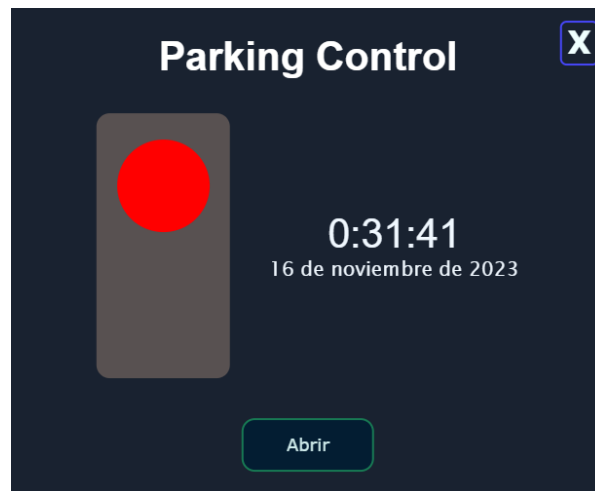 Parking Control
X
0:31:41
16 de noviembre de 2023
Abrir